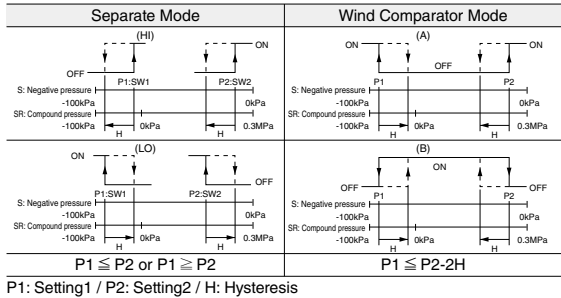 Separate Mode
Wind Comparator Mode
(HI)
ON
OFF
P1:SW1
P2:SW2
S: Negative pressure
-100kPa
0kPa
SR: Compound pressure
-100kPa
H
0kPa
H
0.3MPa
(A)
ON
ON
OFF
P1
P2
S: Negative pressure
-100kPa
0kPa
SR: Compound pressure
-100kPa
H
0kPa
H
0.3MPa
(LO)
ON
OFF
P1:SW1
P2:SW2
S: Negative pressure
-100kPa
0kPa
SR: Compound pressure
-100kPa
H
0kPa
H
0.3MPa
(B)
ON
OFF
OFF
P1
P2
S: Negative pressure
-100kPa
0kPa
SR: Compound pressure
-100kPa
H
0kPa
H
0.3MPa
P1 ≦ P2 or P1 ≧ P2
P1 ≦ P2-2H
P1: Setting1 / P2: Setting2 / H: Hysteresis